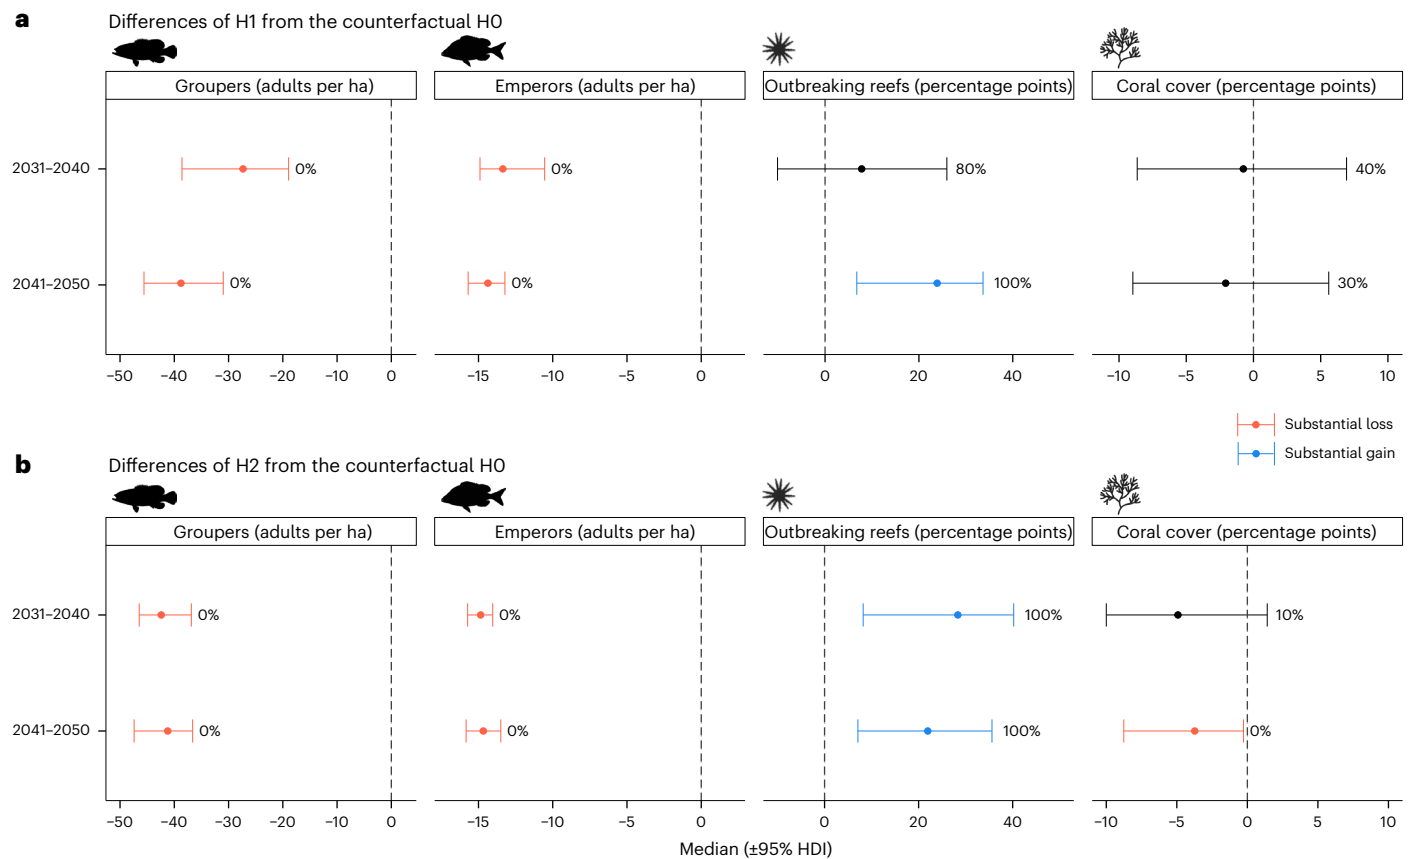 a
Differences of H1 from the counterfactual H0
Groupers (adults per ha)
Emperors (adults per ha)
Outbreaking reefs (percentage points)
Coral cover (percentage points)
2031–2040
0%
0%
80%
40%
2041–2050
0%
0%
100%
30%
−50 −40 −30 −20 −10 0
−15 −10 −5 0
0 20 40
−10 −5 0 5 10
Substantial loss
Substantial gain
b
Differences of H2 from the counterfactual H0
Groupers (adults per ha)
Emperors (adults per ha)
Outbreaking reefs (percentage points)
Coral cover (percentage points)
2031–2040
0%
0%
100%
10%
2041–2050
0%
0%
100%
0%
−50 −40 −30 −20 −10 0
−15 −10 −5 0
0 20 40
−10 −5 0 5 10
Median (±95% HDI)